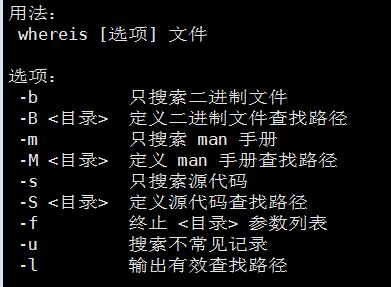 用法：
whereis [选项] 文件
选项：
-b 只搜索二进制文件
-B <目录> 定义二进制文件查找路径
-m 只搜索 man 手册
-M <目录> 定义 man 手册查找路径
-s 只搜索源代码
-S <目录> 定义源代码查找路径
-f 终止 <目录> 参数列表
-u 搜索不常见记录
-l 输出有效查找路径